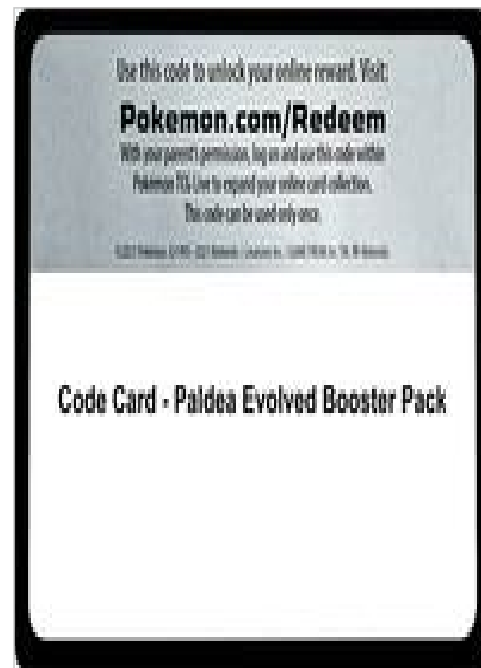 Use this code to unlock your online reward. Visit
Pokemon.com/Redeem
With your parent's permission, log on and use this code within
Pokémon TCG Live to expand your online card collection.
This code can be used only once.
Code Card - Paldea Evolved Booster Pack